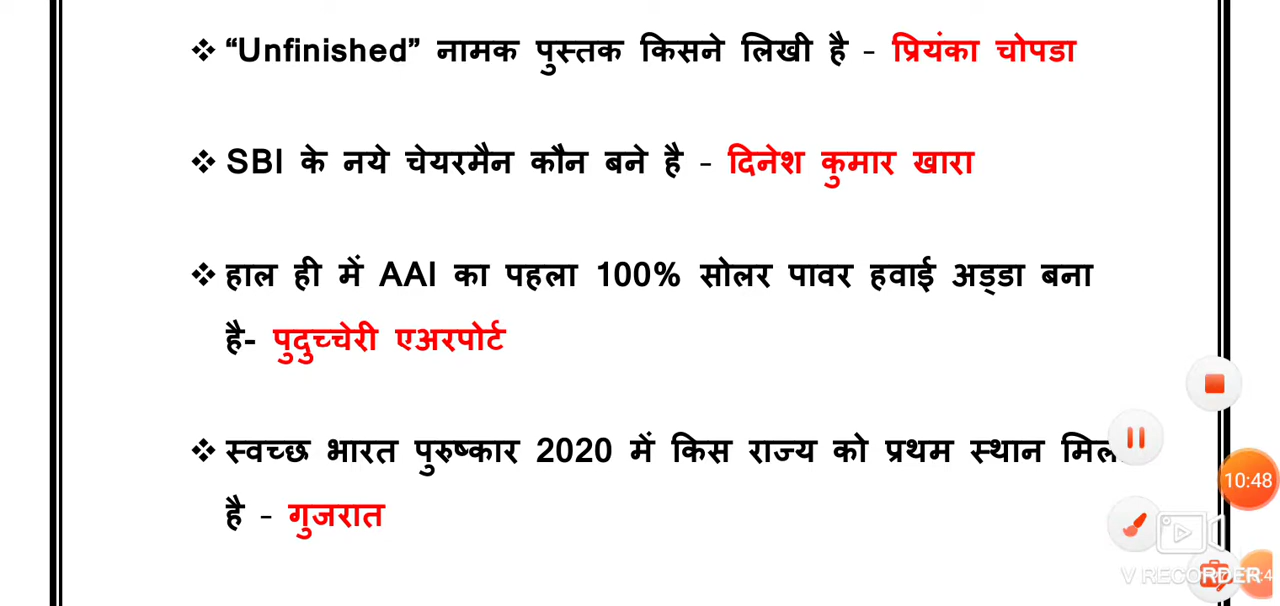 ❖ “Unfinished” नामक पुस्तक किसने लिखी है - प्रियंका चोपडा
❖ SBI के नये चेयरमैन कौन बने है - दिनेश कुमार खारा
❖ हाल ही में AAI का पहला 100% सोलर पावर हवाई अड्डा बना
है- पुदुच्चेरी एअरपोर्ट
❖ स्वच्छ भारत पुरुष्कार 2020 में किस राज्य को प्रथम स्थान
है - गुजरात
10:48
V RECORDER